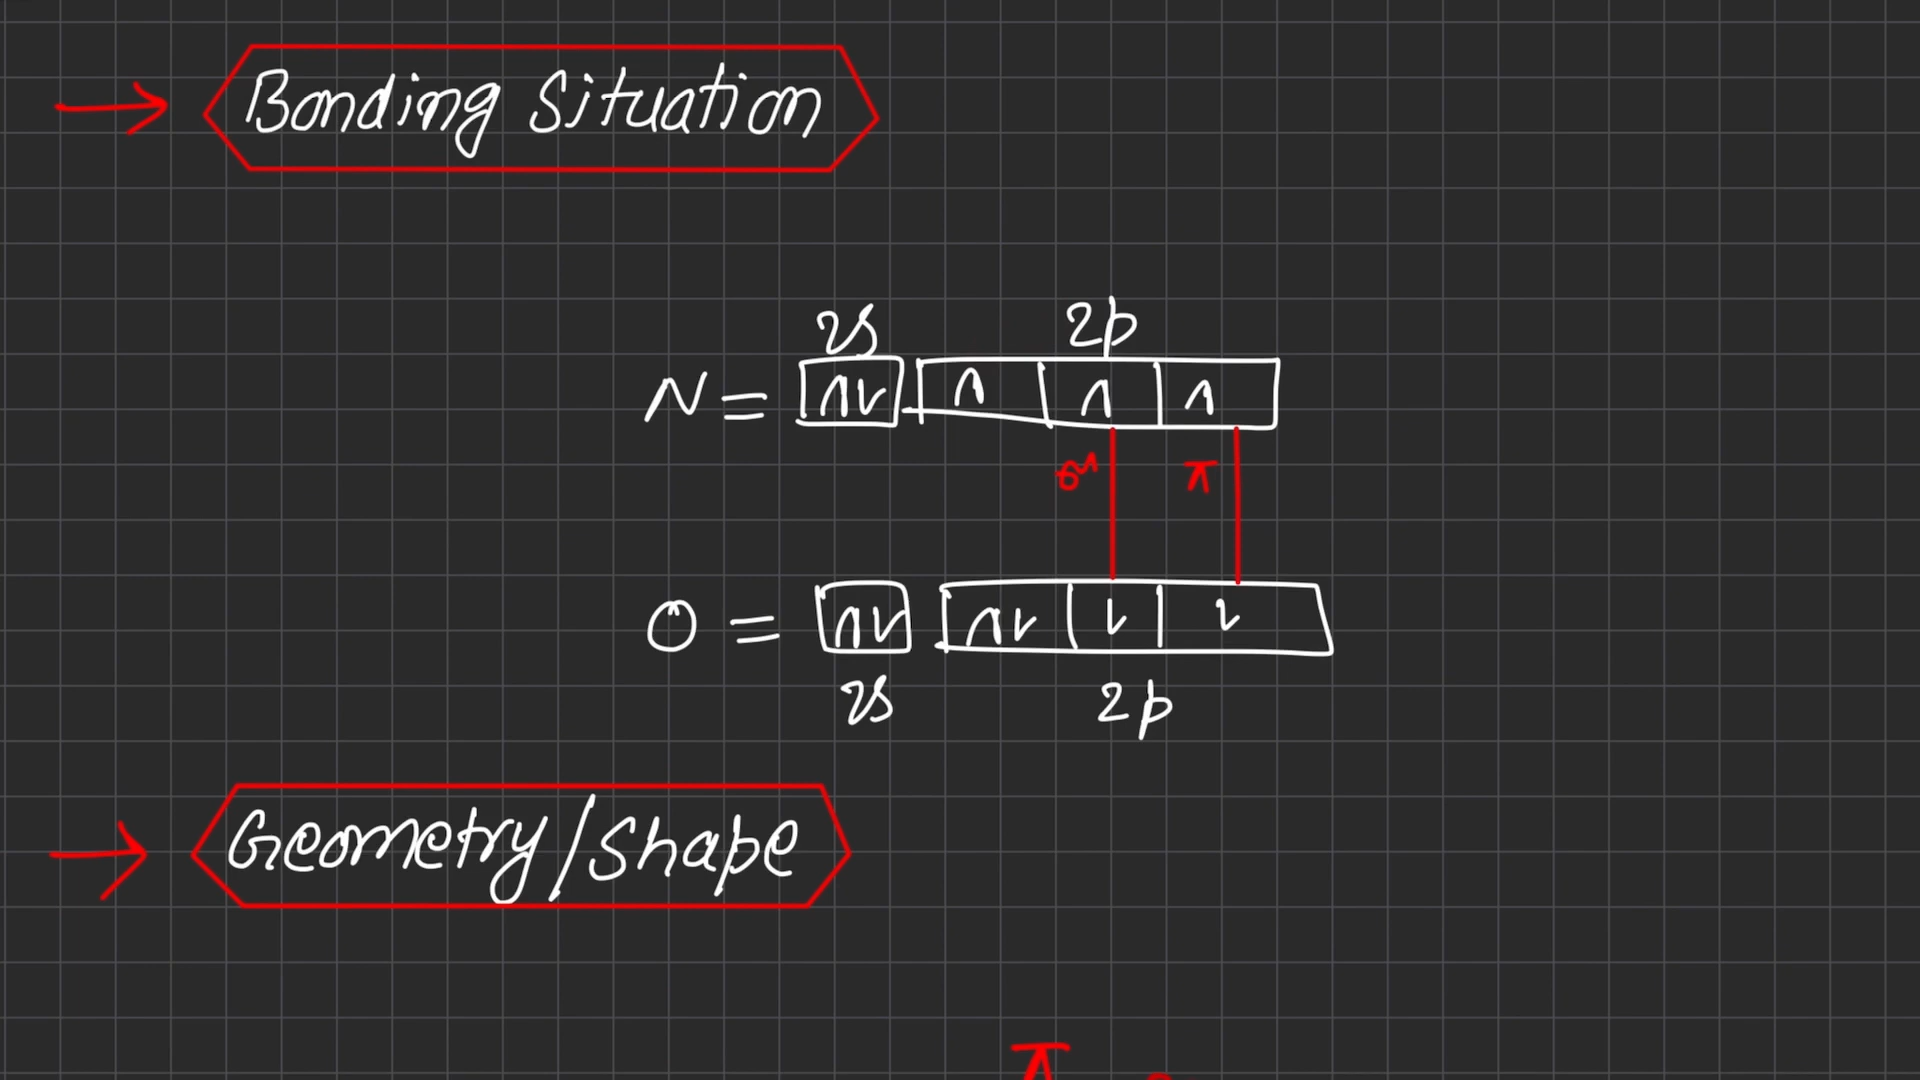 → Bonding Situation
2s 2p
N = [↿⇂] [↿|↿|↿]
σ π
O = [↿⇂] [↿⇂|⇂|⇂]
2s 2p
→ Geometry/Shape
π